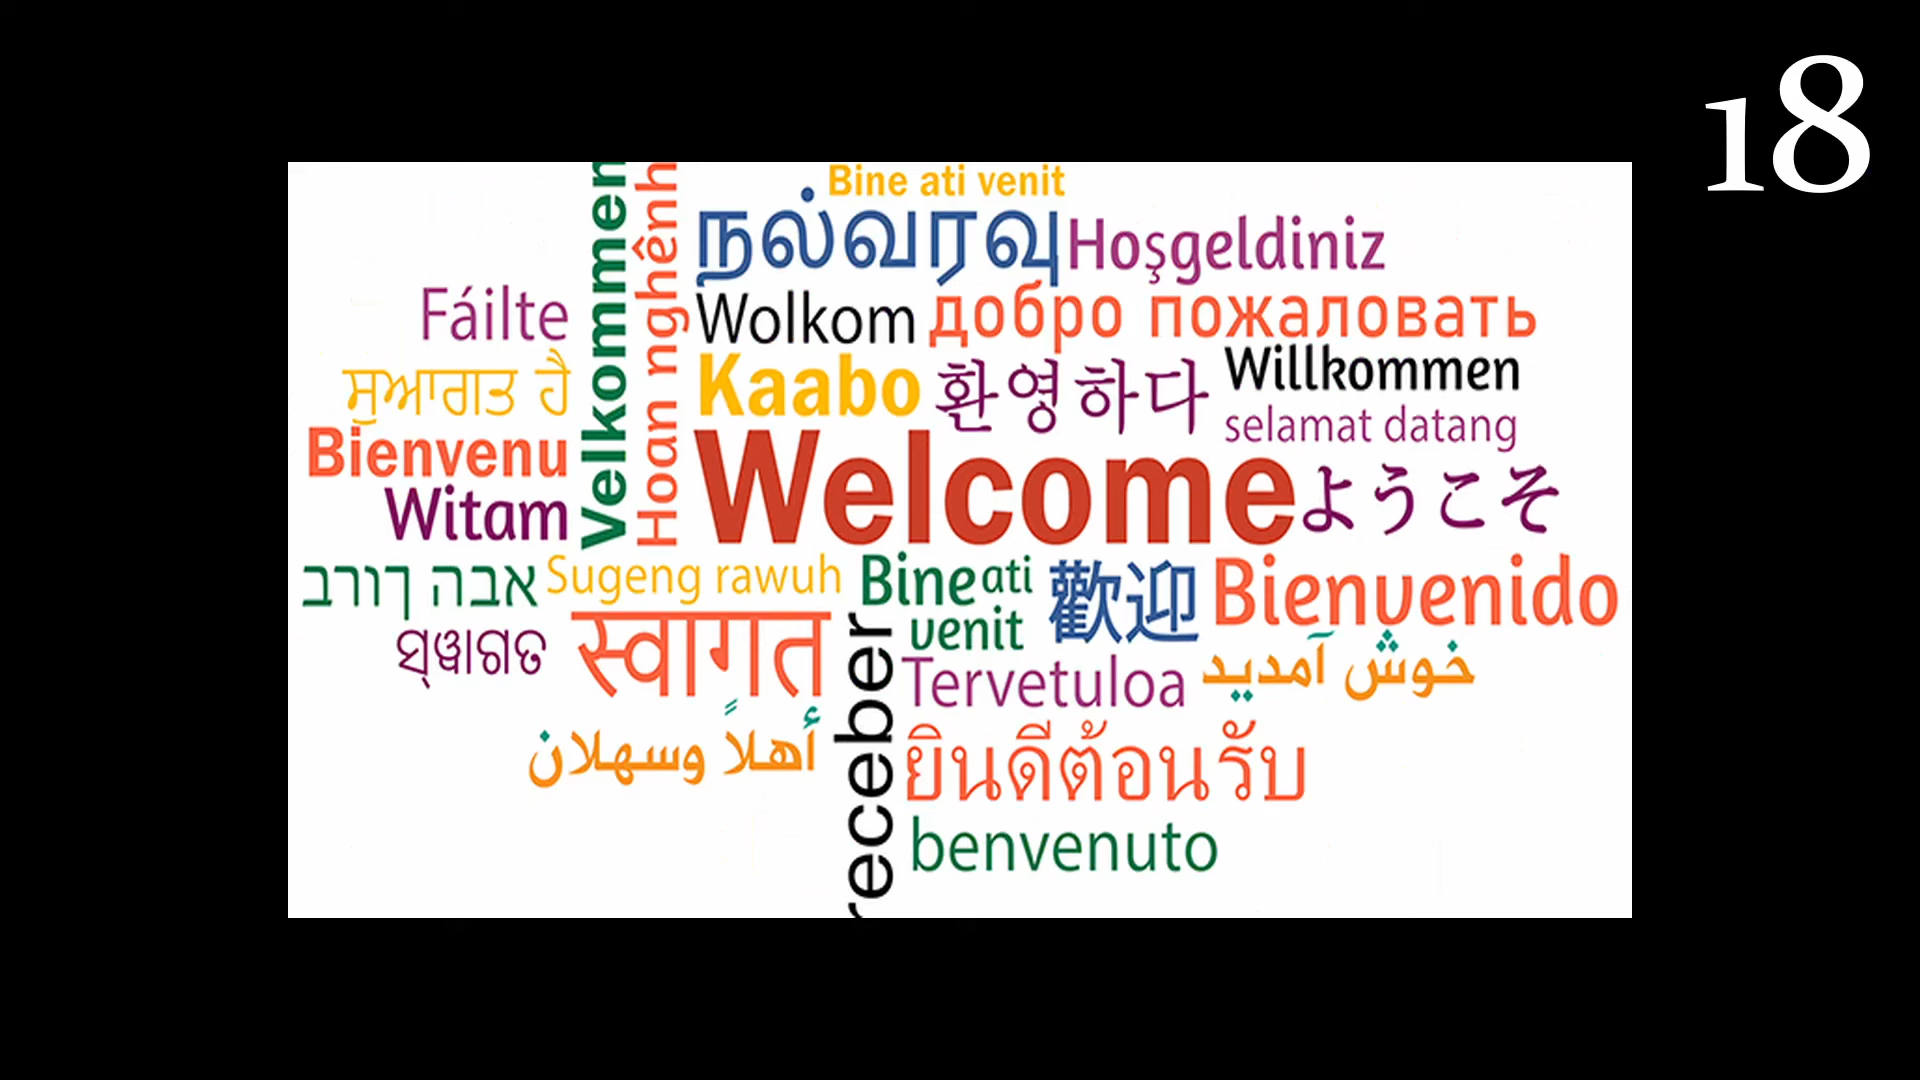 18
Bine ati venit
நல்வரவு
Hoşgeldiniz
Fáilte
Velkommen
Hoan nghênh
Wolkom
добро пожаловать
ਸੁਆਗਤ ਹੈ
Kaabo
환영하다
Willkommen
selamat datang
Bienvenu
Witam
Welcome
ようこそ
ברוך הבא
Sugeng rawuh
Bine ati
venit
歡迎
Bienvenido
ସ୍ୱାଗତ
स्वागत
receber
Tervetuloa
خوش آمدید
أهلاً وسهلان
ยินดีต้อนรับ
benvenuto